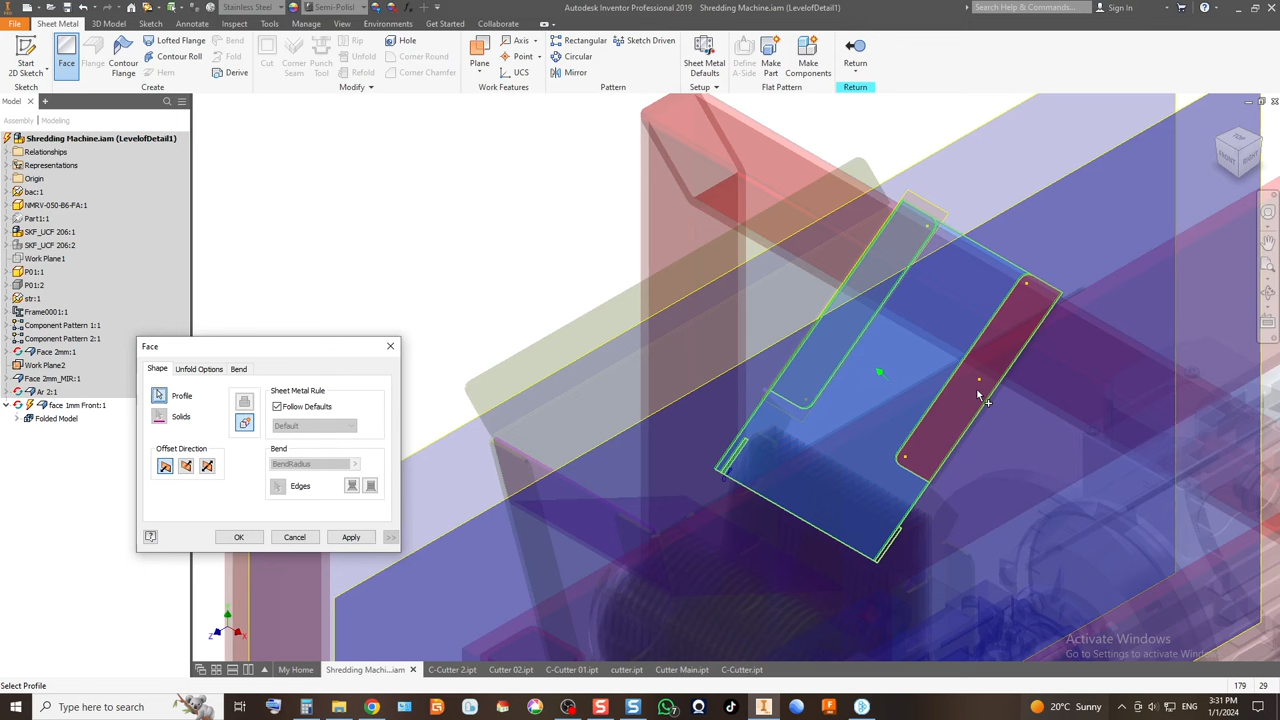 Stainless Steel
Semi-Polisl
Autodesk Inventor Professional 2019 Shredding Machine.iam (LevelofDetail1)
Search Help & Commands...
Sign In
File Sheet Metal 3D Model Sketch Annotate Inspect Tools Manage View Environments Get Started Collaborate
Start 2D Sketch
Face
Flange
Contour Flange
Lofted Flange
Contour Roll
Hem
Bend
Fold
Derive
Cut
Corner Seam
Punch Tool
Rip
Unfold
Refold
Hole
Corner Round
Corner Chamfer
Plane
Axis
Point
UCS
Rectangular
Circular
Mirror
Sketch Driven
Sheet Metal Defaults
Define A-Side
Make Part
Make Components
Return
Sketch Create Modify Work Features Pattern Setup Flat Pattern Return
Model
Assembly Modeling
Shredding Machine.iam (LevelofDetail1)
Relationships
Representations
Origin
bac:1
NMRV-050-B6-FA:1
Part1:1
SKF_UCF 206:1
SKF_UCF 206:2
Work Plane1
P01:1
P01:2
str:1
Frame0001:1
Component Pattern 1:1
Component Pattern 2:1
Face 2mm:1
Work Plane2
Face 2mm_MIR:1
Ar 2:1
face 1mm Front:1
Folded Model
Face
Shape Unfold Options Bend
Profile
Solids
Offset Direction
Sheet Metal Rule
Follow Defaults
Default
Bend
BendRadius
Edges
OK Cancel Apply >>
TOP
FRONT
RIGHT
Z
X
Activate Windows
Go to Settings to activate Windows.
My Home Shredding Machi...iam C-Cutter 2.ipt Cutter 02.ipt C-Cutter 01.ipt cutter.ipt Cutter Main.ipt C-Cutter.ipt
Select Profile
179 29
Type here to search
20°C Sunny
ENG
3:31 PM
1/1/2024